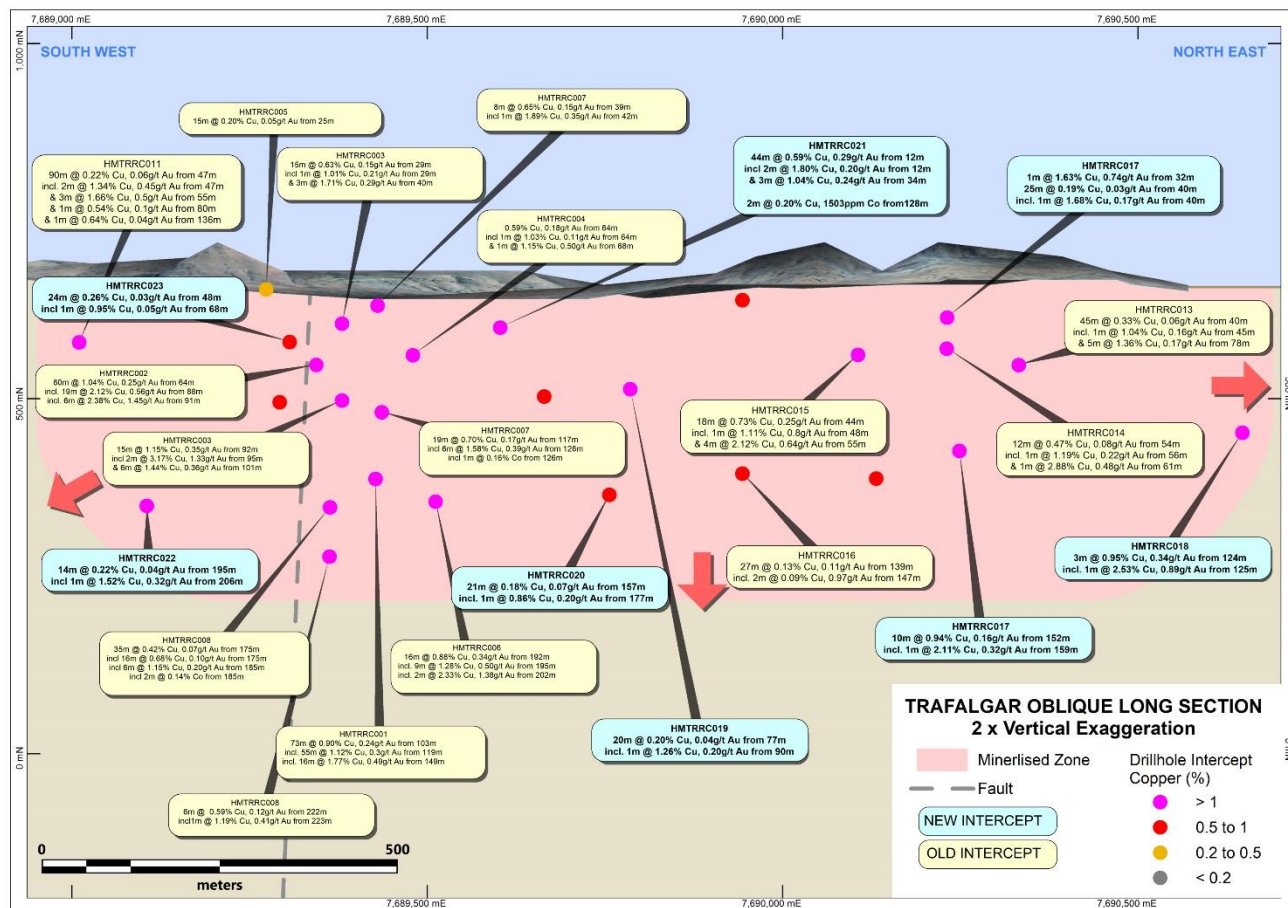 7,689,000 mE
7,689,500 mE
7,690,000 mE
7,690,500 mE
1,000 mN
SOUTH WEST
NORTH EAST
HMTRRC005
15m @ 0.20% Cu, 0.05g/t Au from 25m
HMTRRC007
8m @ 0.65% Cu, 0.15g/t Au from 39m
incl 1m @ 1.89% Cu, 0.35g/t Au from 42m
HMTRRC011
90m @ 0.22% Cu, 0.06g/t Au from 47m
incl. 2m @ 1.34% Cu, 0.45g/t Au from 47m
& 3m @ 1.66% Cu, 0.5g/t Au from 55m
& 1m @ 0.54% Cu, 0.1g/t Au from 80m
& 1m @ 0.64% Cu, 0.04g/t Au from 136m
HMTRRC003
15m @ 0.63% Cu, 0.15g/t Au from 29m
incl 1m @ 1.01% Cu, 0.21g/t Au from 29m
& 3m @ 1.71% Cu, 0.29g/t Au from 40m
HMTRRC021
44m @ 0.59% Cu, 0.29g/t Au from 12m
incl 2m @ 1.80% Cu, 0.20g/t Au from 12m
& 3m @ 1.04% Cu, 0.24g/t Au from 34m
2m @ 0.20% Cu, 1503ppm Co from128m
HMTRRC017
1m @ 1.63% Cu, 0.74g/t Au from 32m
25m @ 0.19% Cu, 0.03g/t Au from 40m
incl. 1m @ 1.68% Cu, 0.17g/t Au from 40m
HMTRRC004
0.59% Cu, 0.18g/t Au from 64m
incl 1m @ 1.03% Cu, 0.11g/t Au from 64m
& 1m @ 1.15% Cu, 0.50g/t Au from 68m
HMTRRC023
24m @ 0.26% Cu, 0.03g/t Au from 48m
incl 1m @ 0.95% Cu, 0.05g/t Au from 68m
HMTRRC013
45m @ 0.33% Cu, 0.06g/t Au from 40m
incl. 1m @ 1.04% Cu, 0.16g/t Au from 45m
& 5m @ 1.36% Cu, 0.17g/t Au from 78m
HMTRRC002
60m @ 1.04% Cu, 0.25g/t Au from 64m
incl. 19m @ 2.12% Cu, 0.56g/t Au from 88m
incl. 6m @ 2.38% Cu, 1.45g/t Au from 91m
500 mN
HMTRRC003
15m @ 1.15% Cu, 0.35g/t Au from 92m
incl 2m @ 3.17% Cu, 1.33g/t Au from 95m
& 6m @ 1.44% Cu, 0.36g/t Au from 101m
HMTRRC007
19m @ 0.70% Cu, 0.17g/t Au from 117m
incl 6m @ 1.58% Cu, 0.39g/t Au from 126m
incl 1m @ 0.16% Co from 126m
HMTRRC015
18m @ 0.73% Cu, 0.25g/t Au from 44m
incl. 1m @ 1.11% Cu, 0.8g/t Au from 48m
& 4m @ 2.12% Cu, 0.64g/t Au from 55m
HMTRRC014
12m @ 0.47% Cu, 0.08g/t Au from 54m
incl. 1m @ 1.19% Cu, 0.22g/t Au from 56m
& 1m @ 2.88% Cu, 0.48g/t Au from 61m
HMTRRC022
14m @ 0.22% Cu, 0.04g/t Au from 195m
incl 1m @ 1.52% Cu, 0.32g/t Au from 206m
HMTRRC020
21m @ 0.18% Cu, 0.07g/t Au from 157m
incl. 1m @ 0.86% Cu, 0.20g/t Au from 177m
HMTRRC016
27m @ 0.13% Cu, 0.11g/t Au from 139m
incl. 2m @ 0.09% Cu, 0.97g/t Au from 147m
HMTRRC018
3m @ 0.95% Cu, 0.34g/t Au from 124m
incl. 1m @ 2.53% Cu, 0.89g/t Au from 125m
HMTRRC008
35m @ 0.42% Cu, 0.07g/t Au from 175m
incl 16m @ 0.68% Cu, 0.10g/t Au from 175m
incl 6m @ 1.15% Cu, 0.20g/t Au from 185m
incl 2m @ 0.14% Co from 185m
HMTRRC006
16m @ 0.88% Cu, 0.34g/t Au from 192m
incl. 9m @ 1.28% Cu, 0.50g/t Au from 195m
incl. 2m @ 2.33% Cu, 1.38g/t Au from 202m
HMTRRC017
10m @ 0.94% Cu, 0.16g/t Au from 152m
incl. 1m @ 2.11% Cu, 0.32g/t Au from 159m
0 mN
HMTRRC001
73m @ 0.90% Cu, 0.24g/t Au from 103m
incl. 55m @ 1.12% Cu, 0.3g/t Au from 119m
incl. 16m @ 1.77% Cu, 0.49g/t Au from 149m
HMTRRC019
20m @ 0.20% Cu, 0.04g/t Au from 77m
incl. 1m @ 1.26% Cu, 0.20g/t Au from 90m
HMTRRC008
6m @ 0.59% Cu, 0.12g/t Au from 222m
incl1m @ 1.19% Cu, 0.41g/t Au from 223m
0
500
meters
TRAFALGAR OBLIQUE LONG SECTION
2 x Vertical Exaggeration
Minerlised Zone
Fault
NEW INTERCEPT
OLD INTERCEPT
Drillhole Intercept
Copper (%)
> 1
0.5 to 1
0.2 to 0.5
< 0.2
7,689,000 mE
7,689,500 mE
7,690,000 mE
7,690,500 mE